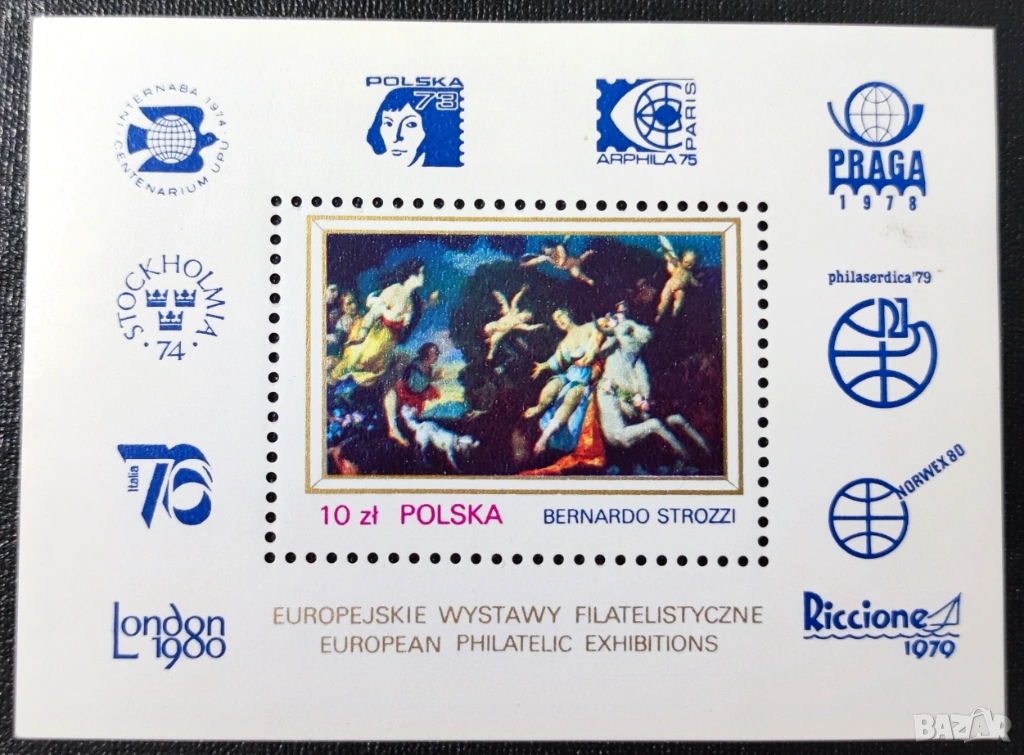 INTERNABA 1974
CENTENARIUM UPU
POLSKA
73
PARIS
ARPHILA 75
PRAGA
1978
STOCKHOLMIA
74
philaserdica '79
Italia
76
NORWEX 80
10 zł POLSKA BERNARDO STROZZI
London
1980
EUROPEJSKIE WYSTAWY FILATELISTYCZNE
EUROPEAN PHILATELIC EXHIBITIONS
Riccione
1979
BAZÁR